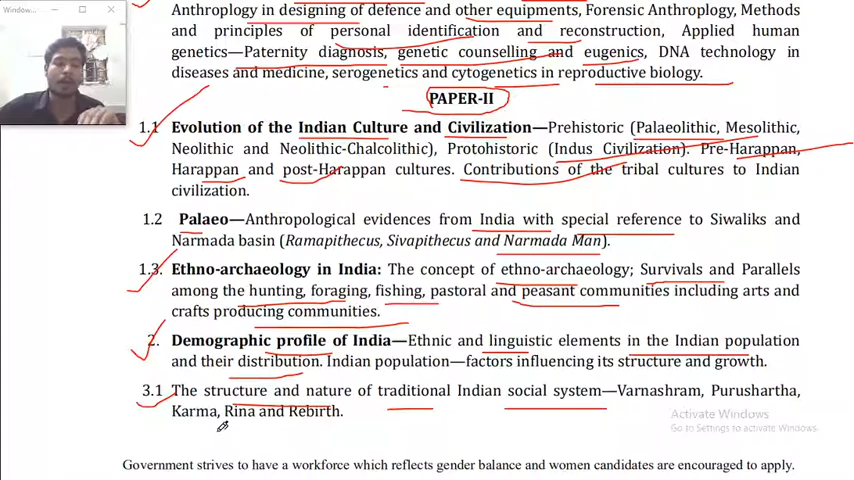 Window...
Anthroplogy in designing of defence and other equipments, Forensic Anthroplogy, Methods
and principles of personal identification and reconstruction, Applied human
genetics—Paternity diagnosis, genetic counselling and eugenics, DNA technology in
diseases and medicine, serogenetics and cytogenetics in reproductive biology.
PAPER-II
1.1 Evolution of the Indian Culture and Civilization—Prehistoric (Palaeolithic, Mesolithic,
Neolithic and Neolithic-Chalcolithic), Protohistoric (Indus Civilization). Pre-Harappan,
Harappan and post-Harappan cultures. Contributions of the tribal cultures to Indian
civilization.
1.2 Palaeo—Anthropological evidences from India with special reference to Siwaliks and
Narmada basin (Ramapithecus, Sivapithecus and Narmada Man).
1.3. Ethno-archaeology in India: The concept of ethno-archaeology; Survivals and Parallels
among the hunting, foraging, fishing, pastoral and peasant communities including arts and
crafts producing communities.
2. Demographic profile of India—Ethnic and linguistic elements in the Indian population
and their distribution. Indian population—factors influencing its structure and growth.
3.1 The structure and nature of traditional Indian social system—Varnashram, Purushartha,
Karma, Rina and Rebirth.
Activate Windows
Go to Settings to activate Windows.
Government strives to have a workforce which reflects gender balance and women candidates are encouraged to apply.